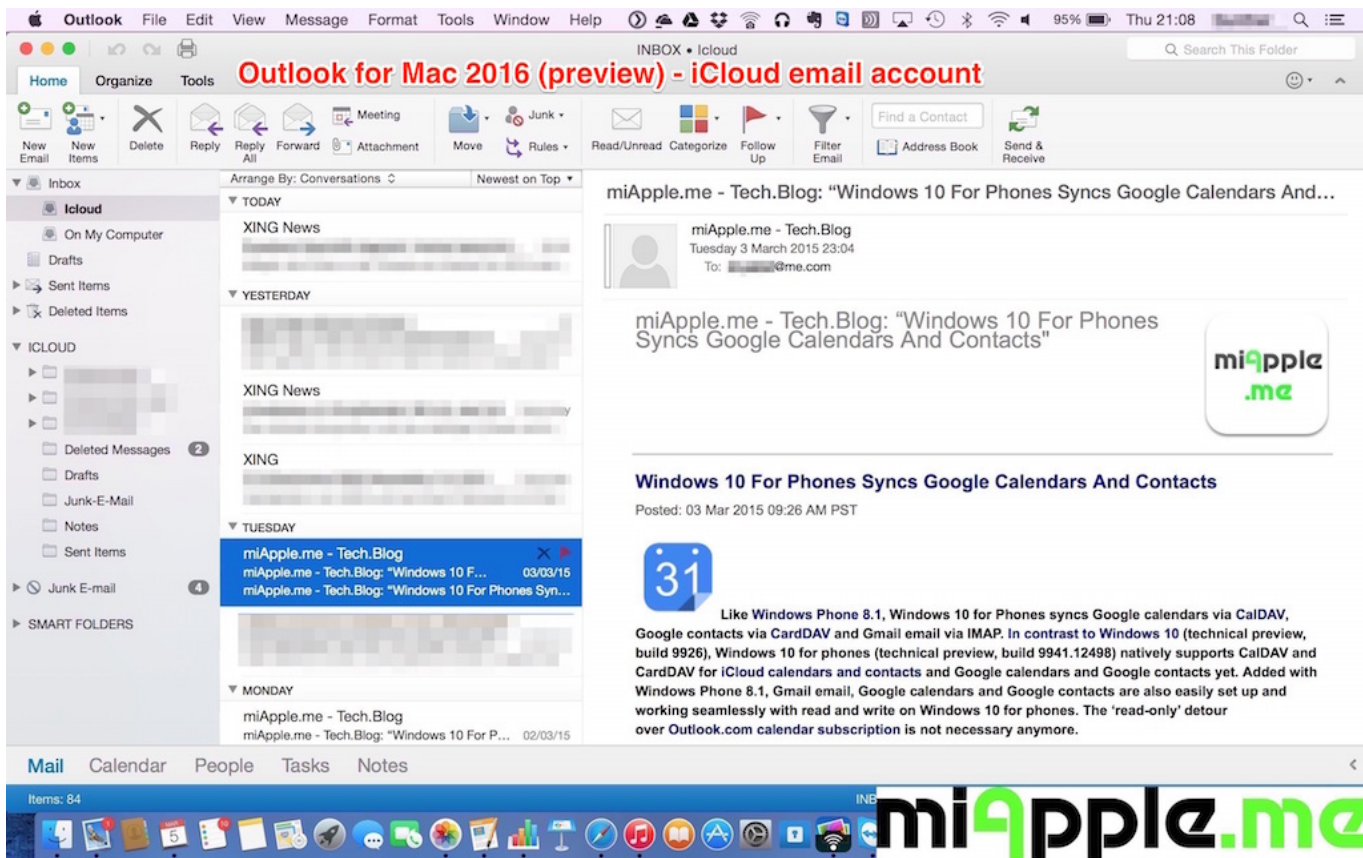 Outlook File Edit View Message Format Tools Window Help 95% Thu 21:08
INBOX • Icloud
Search This Folder
Home Organize Tools
Outlook for Mac 2016 (preview) - iCloud email account
New Email
New Items
Delete
Reply
Reply All
Forward
Meeting
Attachment
Move
Junk
Rules
Read/Unread
Categorize
Follow Up
Filter Email
Find a Contact
Address Book
Send & Receive
Inbox
Icloud
On My Computer
Drafts
Sent Items
Deleted Items
ICLOUD
Deleted Messages 2
Drafts
Junk-E-Mail
Notes
Sent Items
Junk E-mail 4
SMART FOLDERS
Arrange By: Conversations Newest on Top
TODAY
XING News
YESTERDAY
XING News
XING
TUESDAY
miApple.me - Tech.Blog
miApple.me - Tech.Blog: “Windows 10 F... 03/03/15
miApple.me - Tech.Blog: “Windows 10 For Phones Syn...
MONDAY
miApple.me - Tech.Blog
miApple.me - Tech.Blog: “Windows 10 For P... 02/03/15
miApple.me - Tech.Blog: “Windows 10 For Phones Syncs Google Calendars And...
miApple.me - Tech.Blog
Tuesday 3 March 2015 23:04
To: @me.com
miApple.me - Tech.Blog: “Windows 10 For Phones
Syncs Google Calendars And Contacts"
miapple
.me
Windows 10 For Phones Syncs Google Calendars And Contacts
Posted: 03 Mar 2015 09:26 AM PST
31
Like Windows Phone 8.1, Windows 10 for Phones syncs Google calendars via CalDAV,
Google contacts via CardDAV and Gmail email via IMAP. In contrast to Windows 10 (technical preview,
build 9926), Windows 10 for phones (technical preview, build 9941.12498) natively supports CalDAV and
CardDAV for iCloud calendars and contacts and Google calendars and Google contacts yet. Added with
Windows Phone 8.1, Gmail email, Google calendars and Google contacts are also easily set up and
working seamlessly with read and write on Windows 10 for phones. The ‘read-only’ detour
over Outlook.com calendar subscription is not necessary anymore.
Mail Calendar People Tasks Notes
Items: 84
INB
5
miapple.me